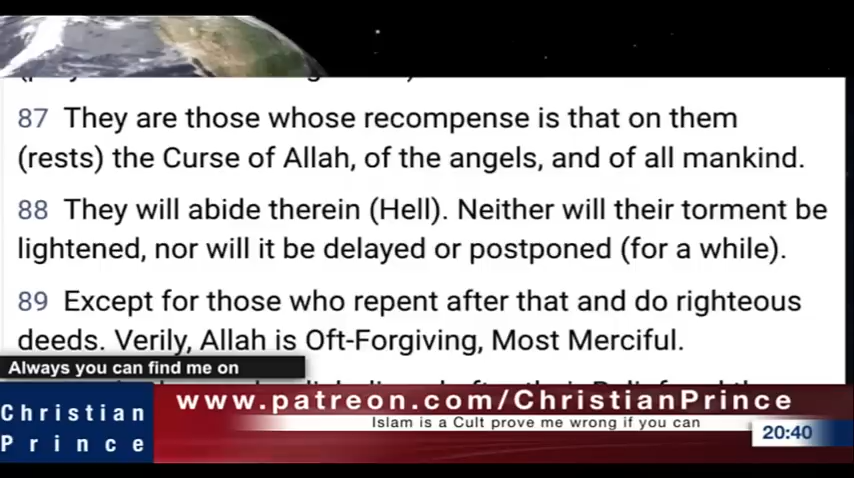 87 They are those whose recompense is that on them
(rests) the Curse of Allah, of the angels, and of all mankind.
88 They will abide therein (Hell). Neither will their torment be
lightened, nor will it be delayed or postponed (for a while).
89 Except for those who repent after that and do righteous
deeds. Verily, Allah is Oft-Forgiving, Most Merciful.
Always you can find me on
Christian
Prince
www.patreon.com/ChristianPrince
Islam is a Cult prove me wrong if you can
20:40